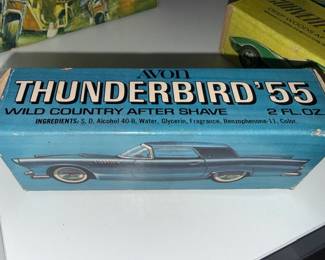 AVON
THUNDERBIRD '55
WILD COUNTRY AFTER SHAVE 2 FL. OZ.
INGREDIENTS: S. D. Alcohol 40-B, Water, Glycerin, Fragrance, Benzophenone-11, Color.